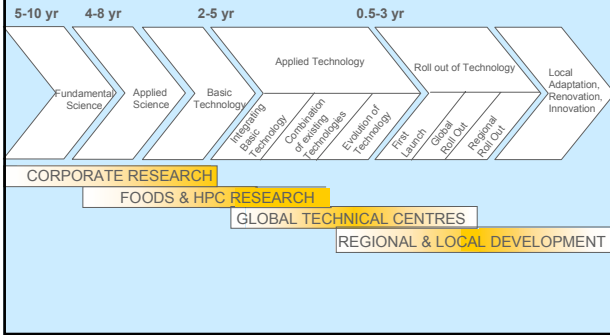 5-10 yr
4-8 yr
2-5 yr
0.5-3 yr
Fundamental
Science
Applied
Science
Basic
Technology
Applied Technology
Integrating
Basic
Technology
Combination
of existing
Technologies
Evolution of
Technology
Roll out of Technology
First
Launch
Global
Roll Out
Regional
Roll Out
Local
Adaptation,
Renovation,
Innovation
CORPORATE RESEARCH
FOODS & HPC RESEARCH
GLOBAL TECHNICAL CENTRES
REGIONAL & LOCAL DEVELOPMENT